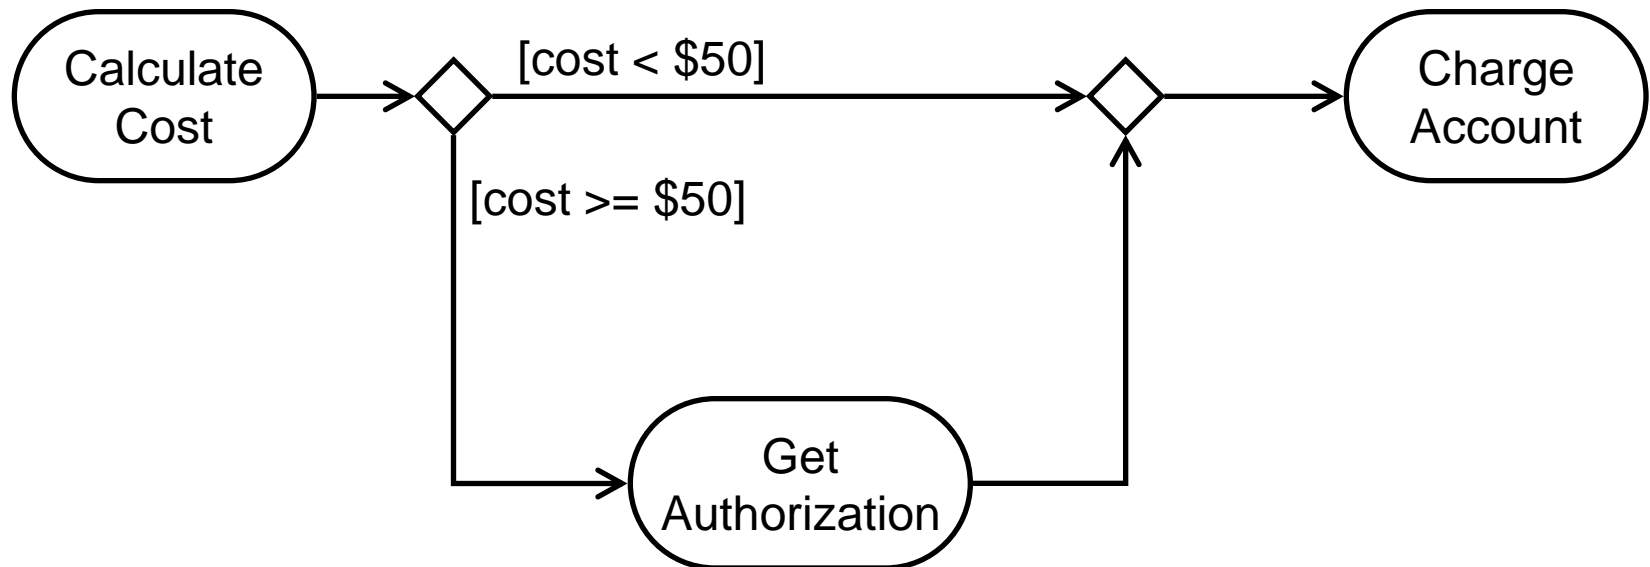 Calculate
Cost
[cost < $50]
Charge
Account
[cost >= $50]
Get
Authorization